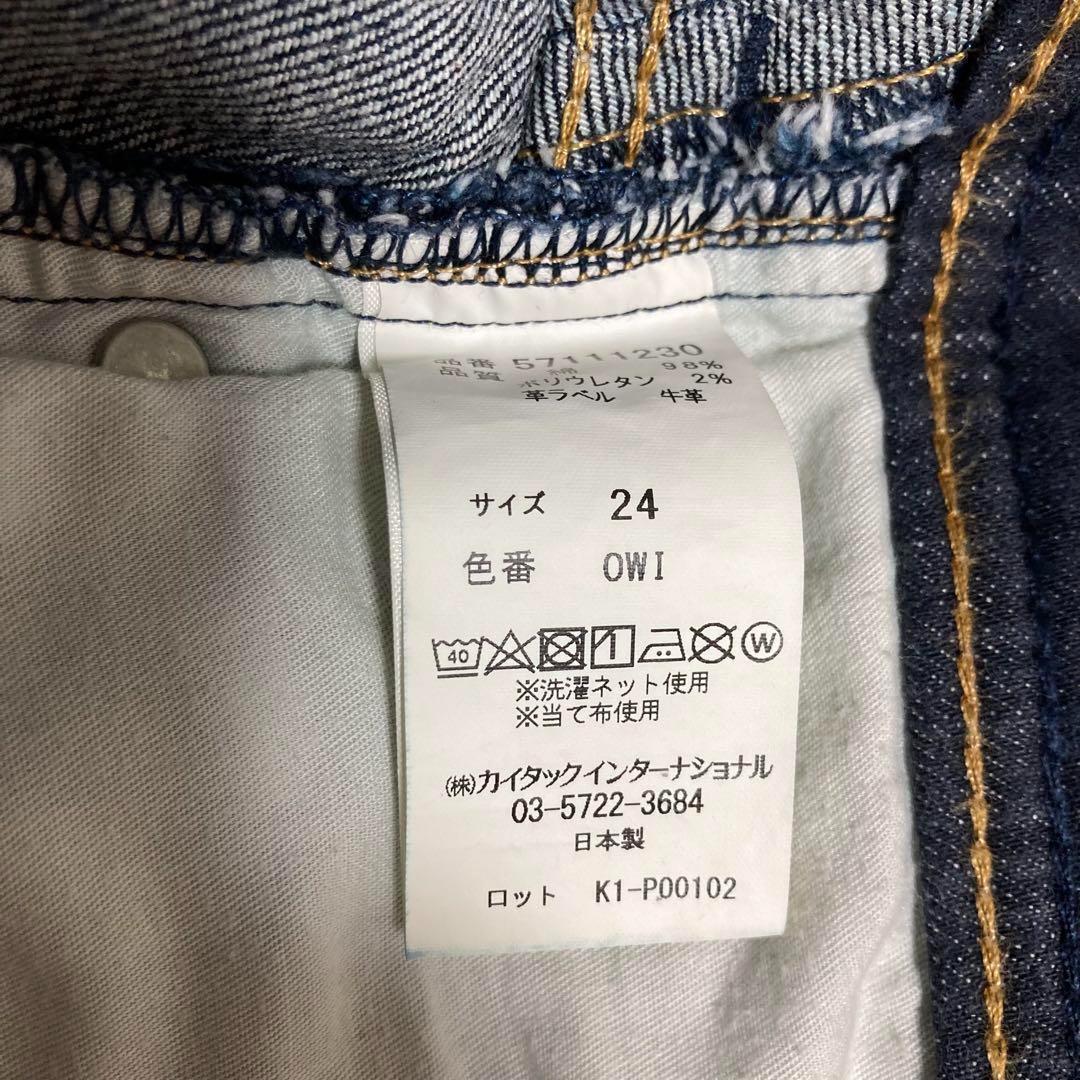 品番 57111230
品質 綿 98%
ポリウレタン 2%
革ラベル 牛革
サイズ 24
色番 OWI
40 1 W
※洗濯ネット使用
※当て布使用
(株)カイタックインターナショナル
03-5722-3684
日本製
ロット K1-P00102